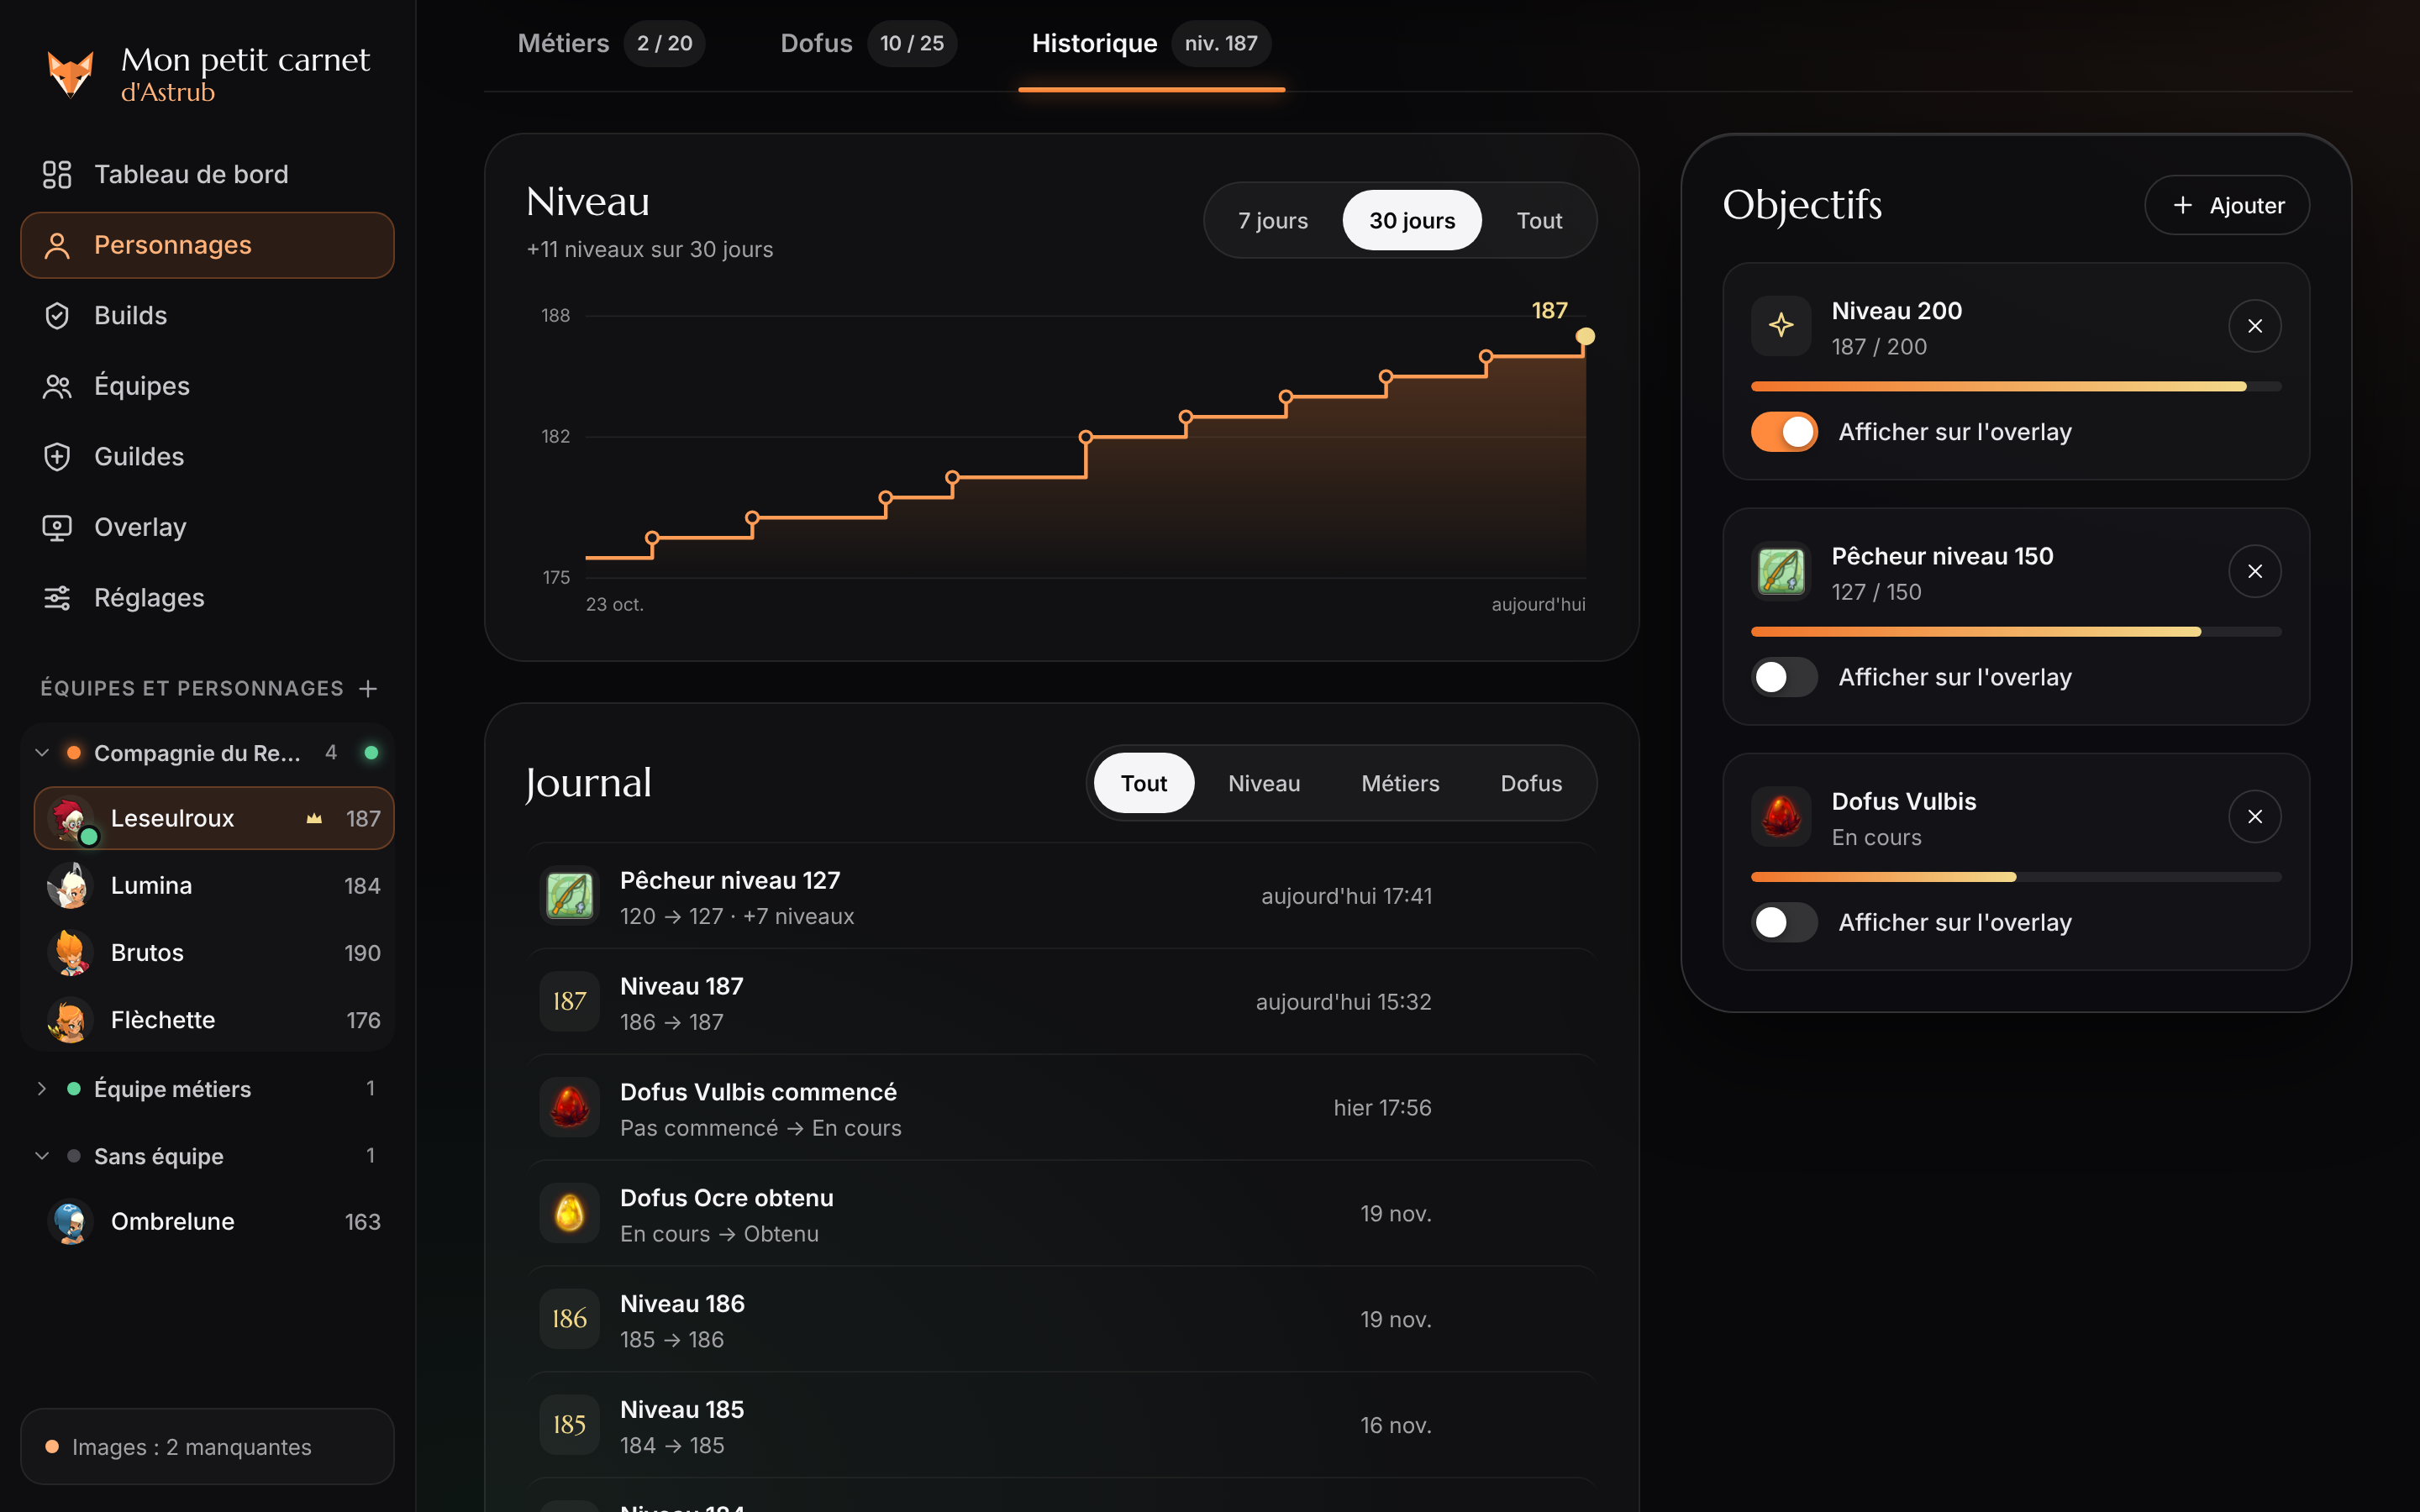 Mon petit carnet
d'Astrub
Tableau de bord
Personnages
Builds
Équipes
Guildes
Overlay
Réglages
ÉQUIPES ET PERSONNAGES
Compagnie du Re... 4
Leseulroux 187
Lumina 184
Brutos 190
Flèchette 176
Équipe métiers 1
Sans équipe 1
Ombrelune 163
Images : 2 manquantes
Métiers 2 / 20
Dofus 10 / 25
Historique niv. 187
Niveau
+11 niveaux sur 30 jours
7 jours 30 jours Tout
187
188
182
175
23 oct. aujourd'hui
Journal
Tout Niveau Métiers Dofus
Pêcheur niveau 127
120 → 127 · +7 niveaux
aujourd'hui 17:41
187
Niveau 187
186 → 187
aujourd'hui 15:32
Dofus Vulbis commencé
Pas commencé → En cours
hier 17:56
Dofus Ocre obtenu
En cours → Obtenu
19 nov.
186
Niveau 186
185 → 186
19 nov.
185
Niveau 185
184 → 185
16 nov.
Niveau 184
Objectifs
Ajouter
Niveau 200
187 / 200
Afficher sur l'overlay
Pêcheur niveau 150
127 / 150
Afficher sur l'overlay
Dofus Vulbis
En cours
Afficher sur l'overlay